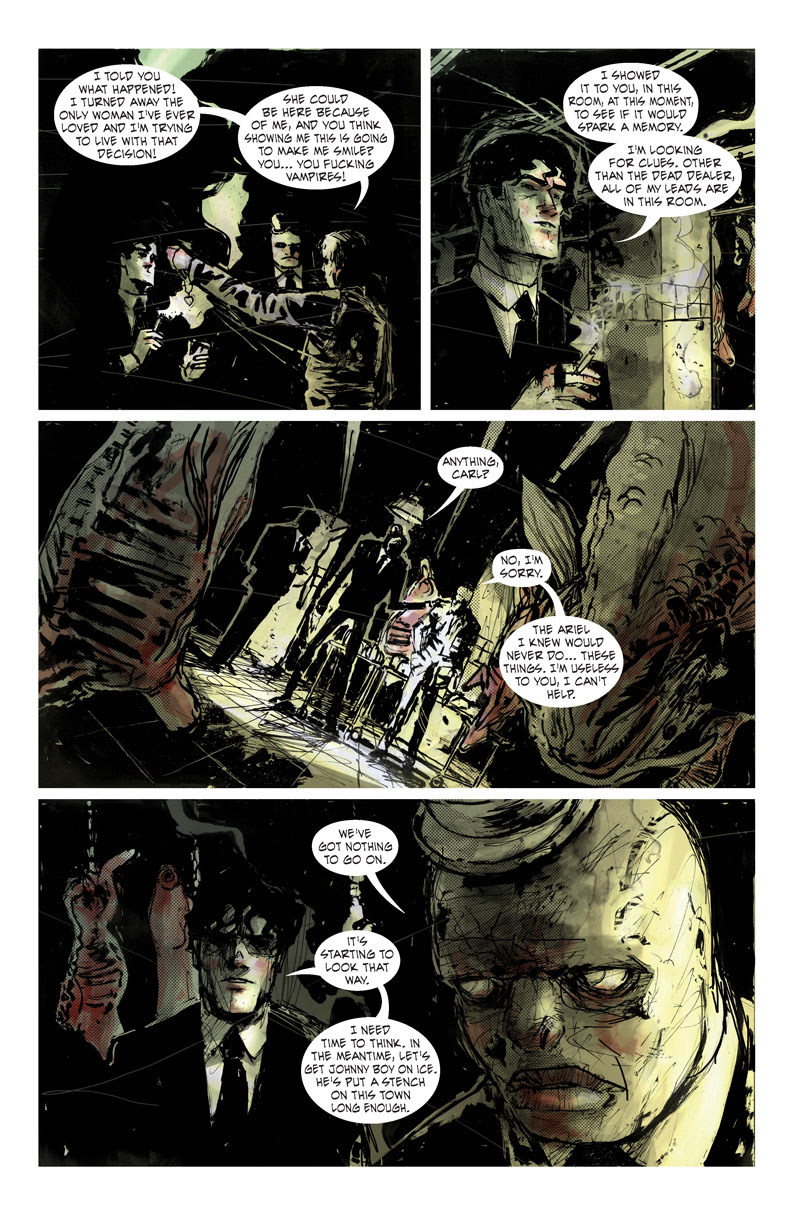 I TOLD YOU
WHAT HAPPENED!
I TURNED AWAY THE
ONLY WOMAN I'VE EVER
LOVED AND I'M TRYING
TO LIVE WITH THAT
DECISION!
SHE COULD
BE HERE BECAUSE
OF ME, AND YOU THINK
SHOWING ME THIS IS GOING
TO MAKE ME SMILE?
YOU... YOU FUCKING
VAMPIRES!
I SHOWED
IT TO YOU, IN THIS
ROOM, AT THIS MOMENT,
TO SEE IF IT WOULD
SPARK A MEMORY.
I'M LOOKING
FOR CLUES. OTHER
THAN THE DEAD DEALER,
ALL OF MY LEADS ARE
IN THIS ROOM.
ANYTHING,
CARL?
NO, I'M
SORRY.
THE ARIEL
I KNEW WOULD
NEVER DO... THESE
THINGS. I'M USELESS
TO YOU, I CAN'T
HELP.
WE'VE
GOT NOTHING
TO GO ON.
IT'S
STARTING TO
LOOK THAT
WAY.
I NEED
TIME TO THINK. IN
THE MEANTIME, LET'S
GET JOHNNY BOY ON ICE.
HE'S PUT A STENCH
ON THIS TOWN
LONG ENOUGH.